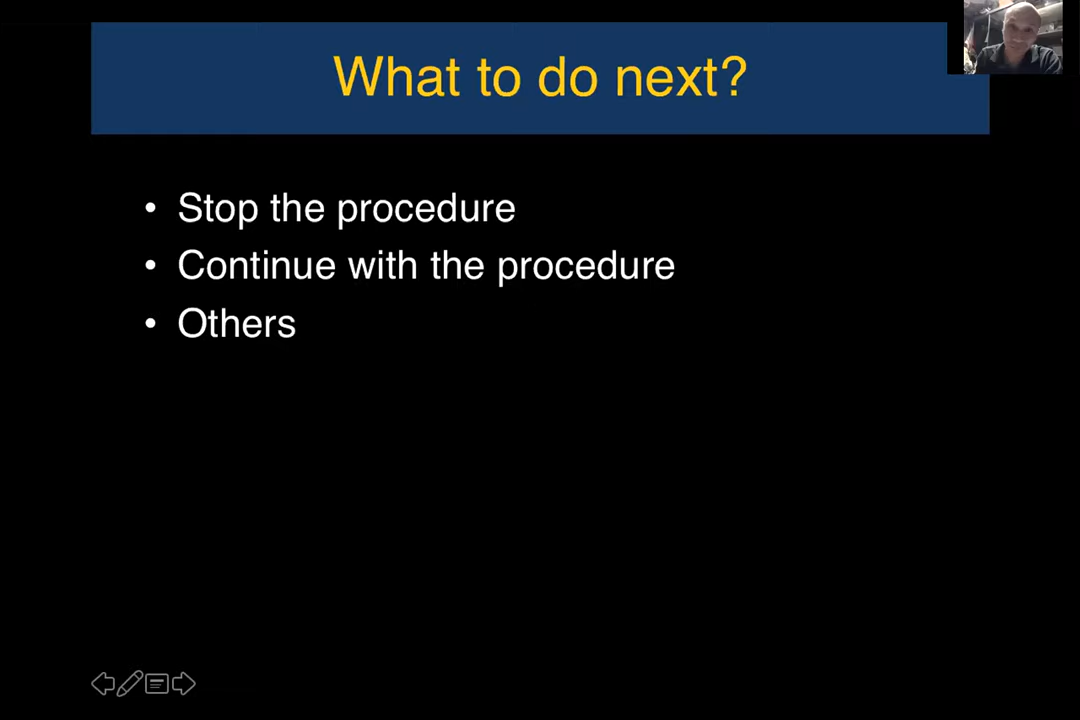 What to do next?
• Stop the procedure
• Continue with the procedure
• Others